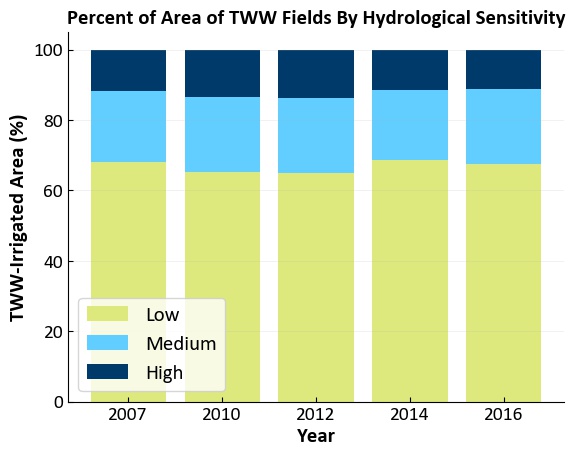 Percent of Area of TWW Fields By Hydrological Sensitivity
TWW-Irrigated Area (%)
100
80
60
40
20
0
Low
Medium
High
2007 2010 2012 2014 2016
Year